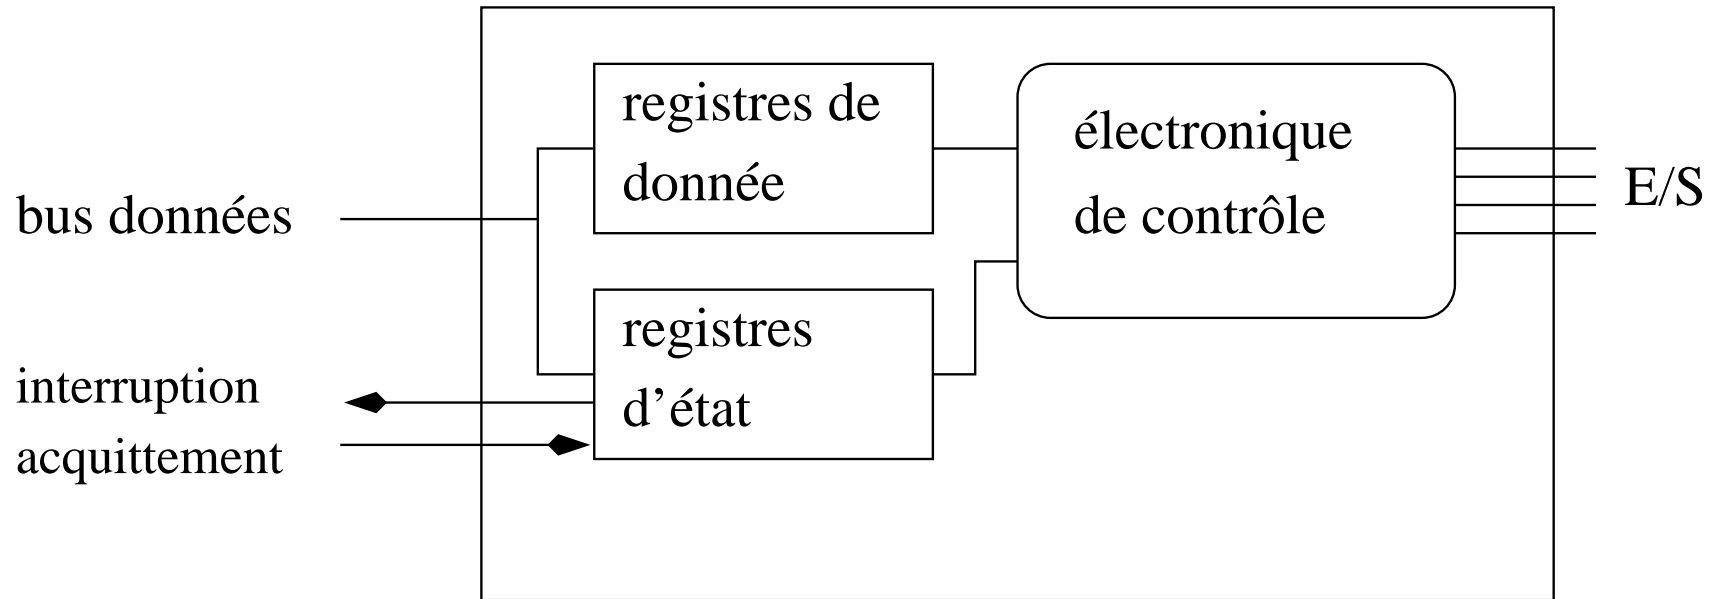 registres de
donnée
électronique
de contrôle
E/S
bus données
registres
d'état
interruption
acquittement